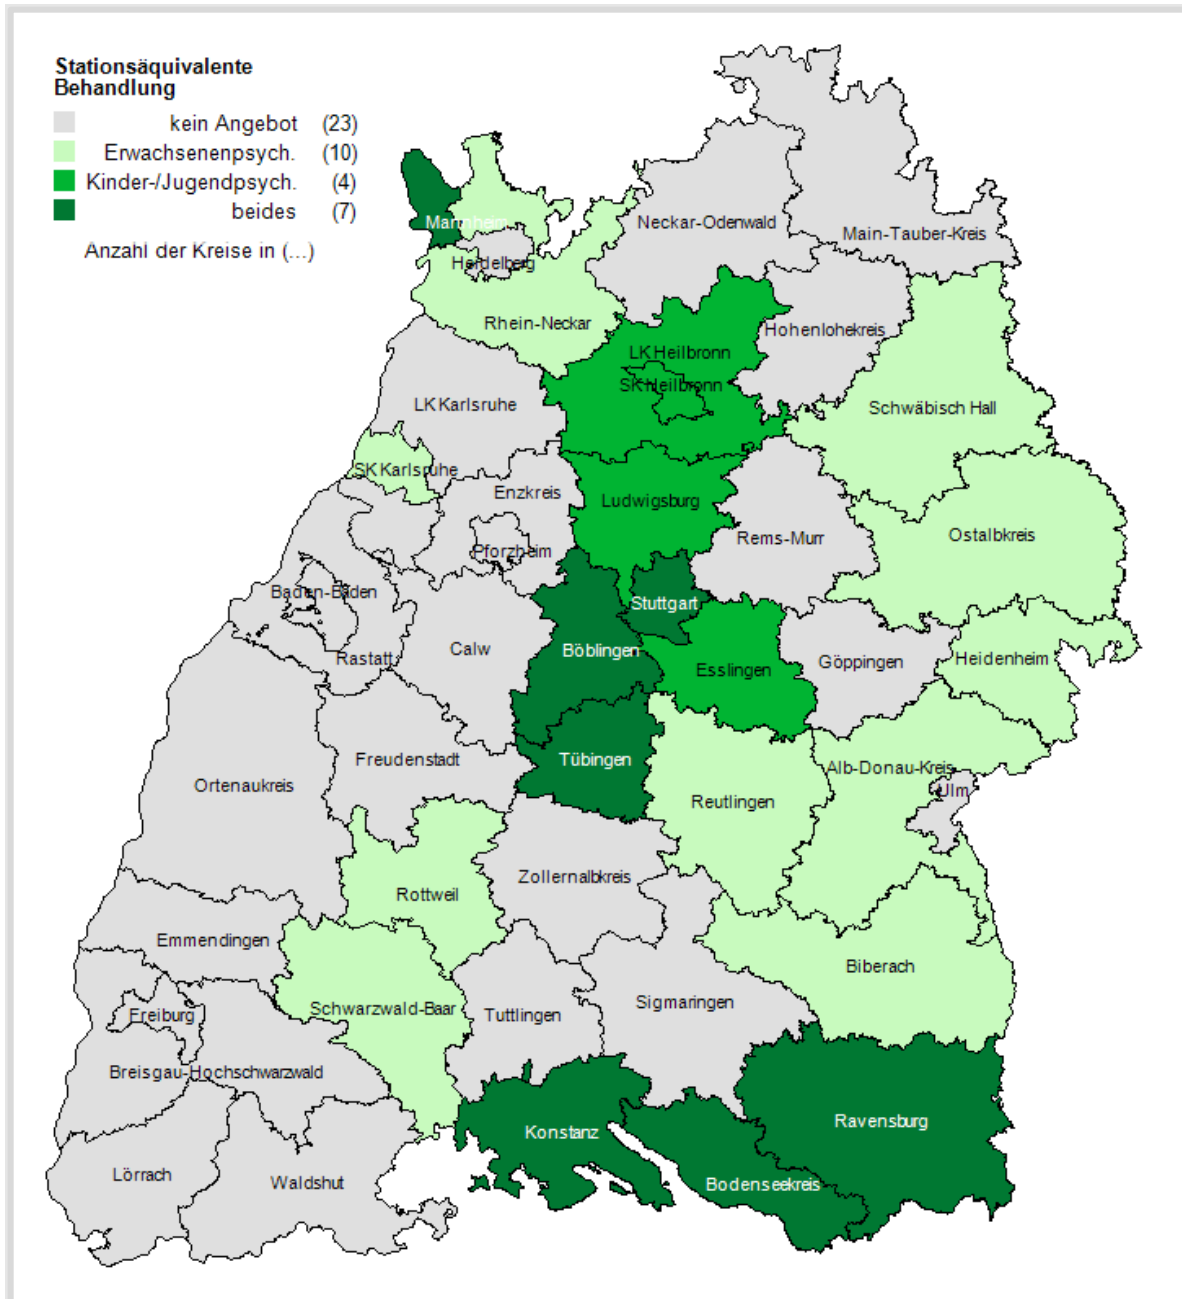 Stationsäquivalente
Behandlung
kein Angebot (23)
Erwachsenenpsych. (10)
Kinder-/Jugendpsych. (4)
beides (7)
Anzahl der Kreise in (...)
Mannheim
Heidelberg
Rhein-Neckar
Neckar-Odenwald
Main-Tauber-Kreis
Hohenlohekreis
LK Heilbronn
SK Heilbronn
LK Karlsruhe
Schwäbisch Hall
SK Karlsruhe
Enzkreis
Ludwigsburg
Pforzheim
Rems-Murr
Ostalbkreis
Baden-Baden
Stuttgart
Rastatt
Calw
Böblingen
Esslingen
Göppingen
Heidenheim
Freudenstadt
Tübingen
Alb-Donau-Kreis
Ulm
Ortenaukreis
Reutlingen
Rottweil
Zollernalbkreis
Emmendingen
Biberach
Freiburg
Schwarzwald-Baar
Tuttlingen
Sigmaringen
Breisgau-Hochschwarzwald
Konstanz
Ravensburg
Lörrach
Waldshut
Bodenseekreis